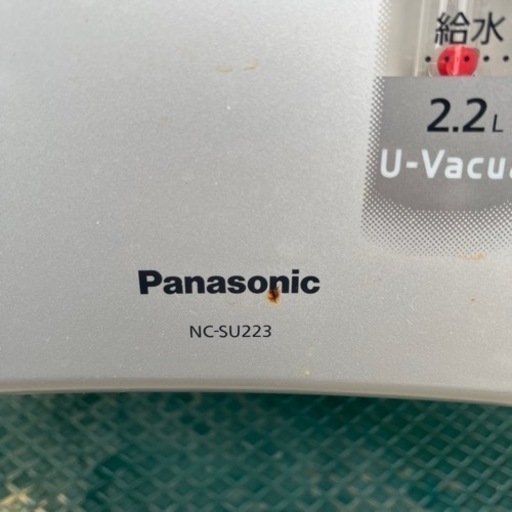 給水
2.2L
U-Vacu
Panasonic
NC-SU223